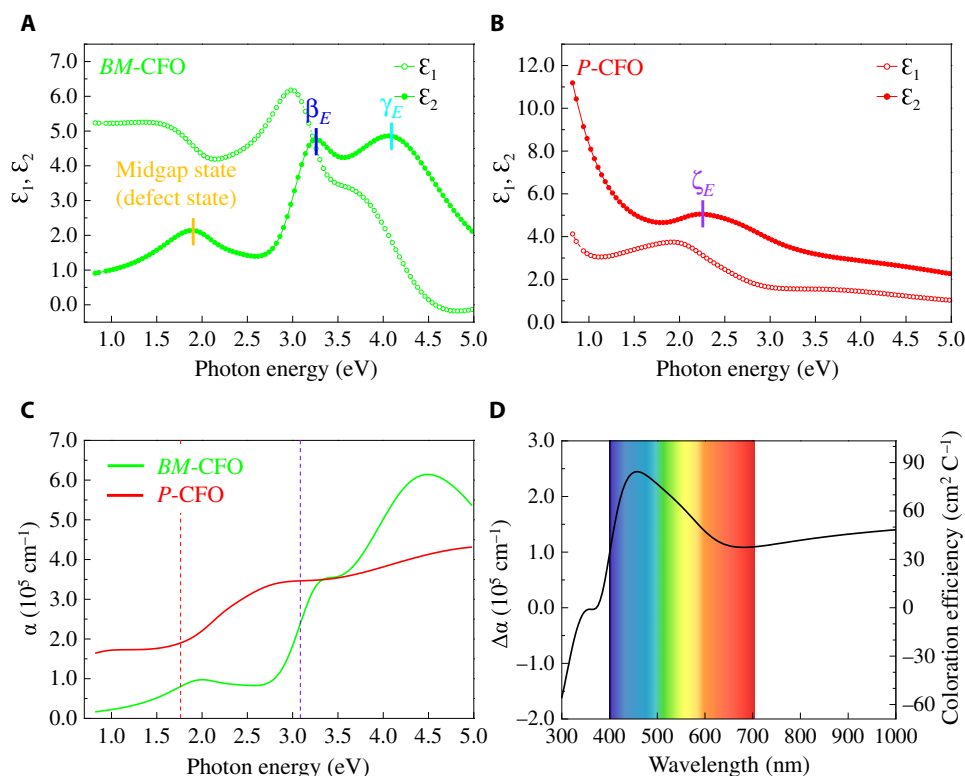 A
BM-CFO
ε1
ε2
βE
γE
Midgap state
(defect state)
ε1, ε2
7.0
6.0
5.0
4.0
3.0
2.0
1.0
0.0
1.0 1.5 2.0 2.5 3.0 3.5 4.0 4.5 5.0
Photon energy (eV)
B
P-CFO
ε1
ε2
ζE
ε1, ε2
12.0
10.0
8.0
6.0
4.0
2.0
1.0 1.5 2.0 2.5 3.0 3.5 4.0 4.5 5.0
Photon energy (eV)
C
BM-CFO
P-CFO
α (10⁵ cm⁻¹)
7.0
6.0
5.0
4.0
3.0
2.0
1.0
0.0
1.0 1.5 2.0 2.5 3.0 3.5 4.0 4.5 5.0
Photon energy (eV)
D
Δα (10⁵ cm⁻¹)
3.0
2.0
1.0
0.0
−1.0
−2.0
90
60
30
0
−30
−60
Coloration efficiency (cm² C⁻¹)
300 400 500 600 700 800 900 1000
Wavelength (nm)